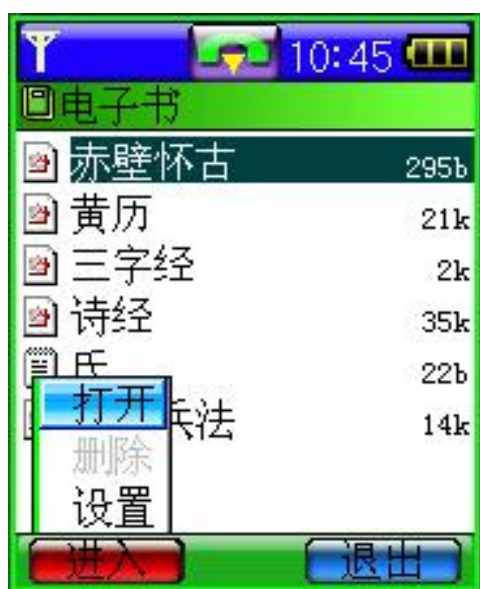 10:45
电子书
赤壁怀古 295b
黄历 21k
三字经 2k
诗经 35k
氏 22b
兵法 14k
打开
删除
设置
进入 退出